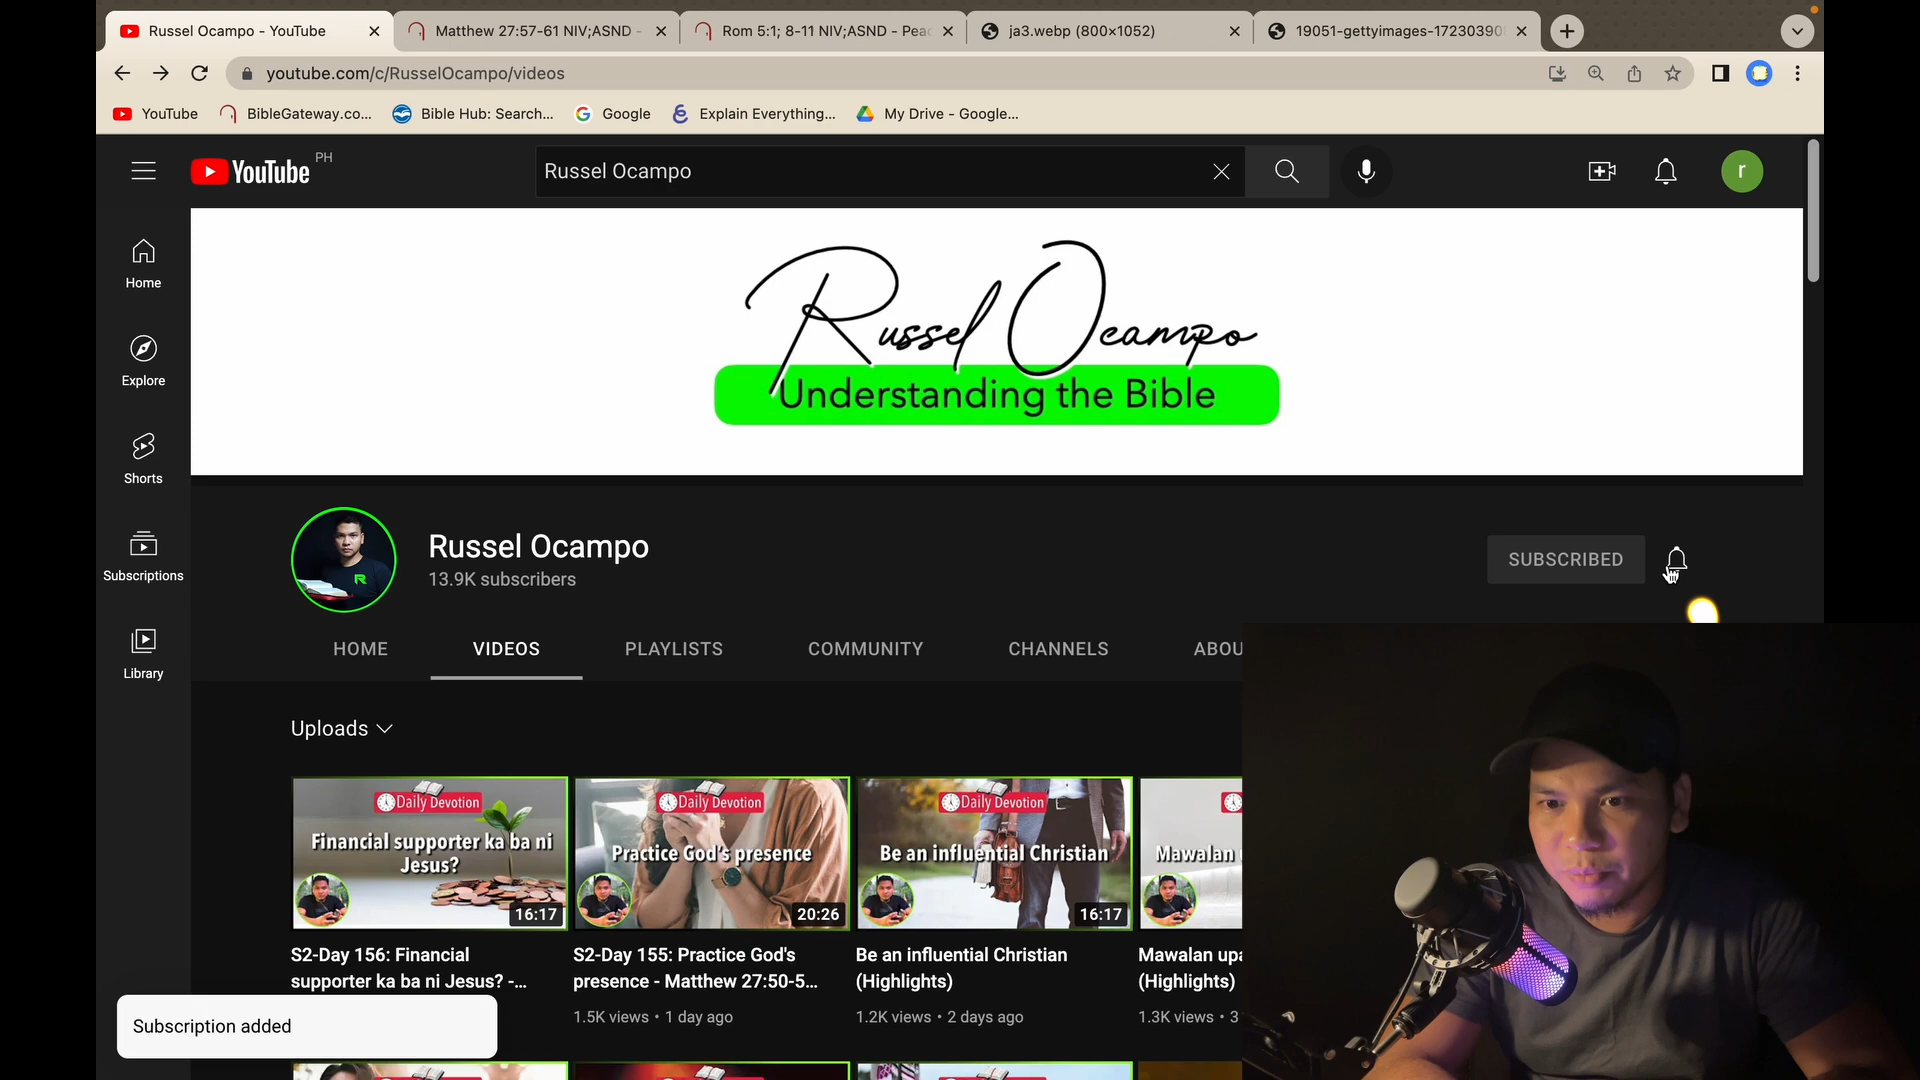 Russel Ocampo - YouTube
Matthew 27:57-61 NIV;ASND -
Rom 5:1; 8-11 NIV;ASND - Peac
ja3.webp (800×1052)
19051-gettyimages-17230390
youtube.com/c/RusselOcampo/videos
YouTube
BibleGateway.co...
Bible Hub: Search...
Google
Explain Everything...
My Drive - Google...
YouTube PH
Russel Ocampo
r
Home
Explore
Shorts
Subscriptions
Library
Russel Ocampo
Understanding the Bible
Russel Ocampo
13.9K subscribers
SUBSCRIBED
HOME
VIDEOS
PLAYLISTS
COMMUNITY
CHANNELS
ABOU
Uploads
Daily Devotion
Financial supporter ka ba ni
Jesus?
16:17
Daily Devotion
Practice God's presence
20:26
Daily Devotion
Be an influential Christian
16:17
Mawalan
S2-Day 156: Financial
supporter ka ba ni Jesus? -...
S2-Day 155: Practice God's
presence - Matthew 27:50-5...
1.5K views • 1 day ago
Be an influential Christian
(Highlights)
1.2K views • 2 days ago
Mawalan upa
(Highlights)
1.3K views • 3
Subscription added